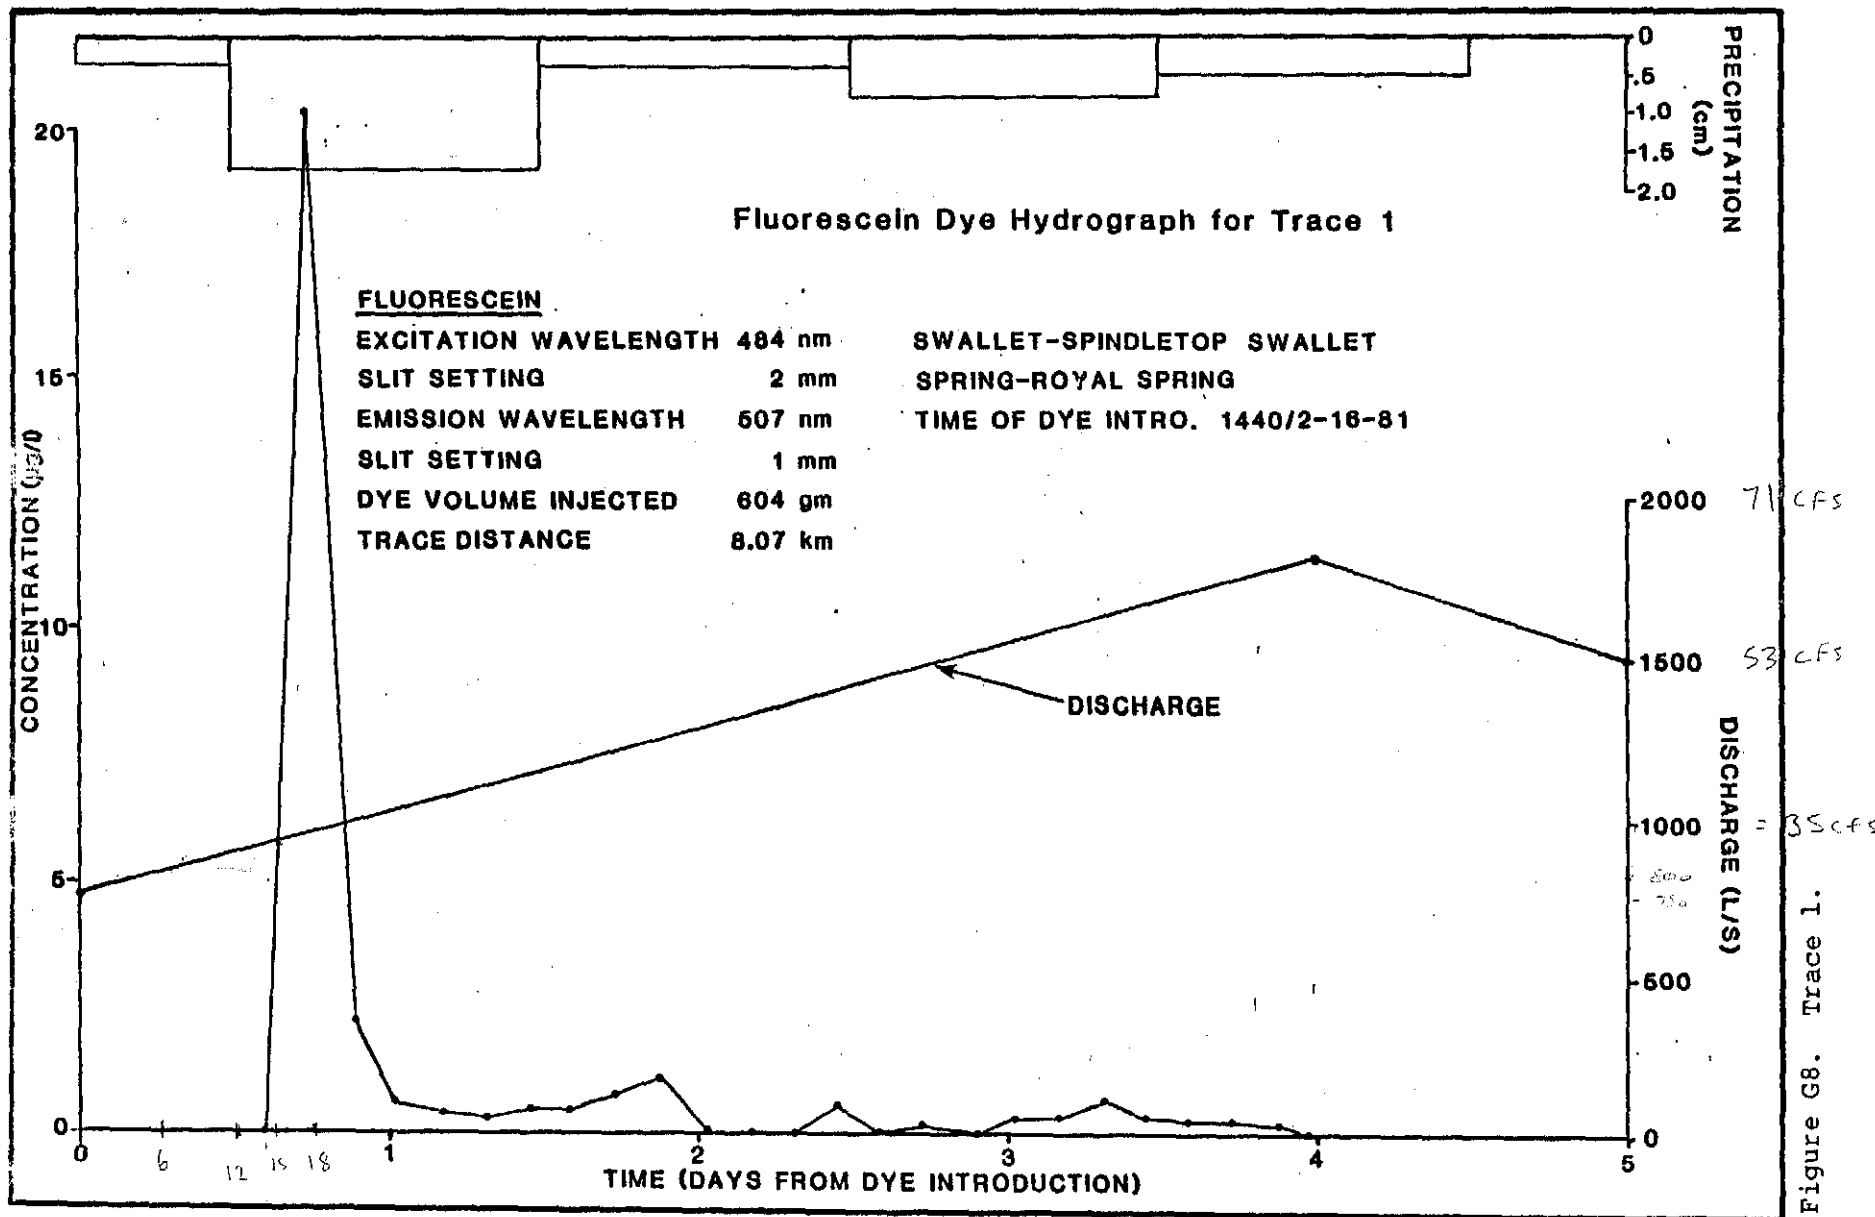 0
.5
1.0
1.5
2.0
PRECIPITATION
(cm)
20
15
10
5
0
CONCENTRATION (µg/l)
Fluorescein Dye Hydrograph for Trace 1
FLUORESCEIN
EXCITATION WAVELENGTH 484 nm
SLIT SETTING 2 mm
EMISSION WAVELENGTH 507 nm
SLIT SETTING 1 mm
DYE VOLUME INJECTED 604 gm
TRACE DISTANCE 8.07 km
SWALLET-SPINDLETOP SWALLET
SPRING-ROYAL SPRING
TIME OF DYE INTRO. 1440/2-16-81
2000 71 CFS
1500 53 CFS
1000 = 35 cfs
800
750
500
0
DISCHARGE (L/S)
DISCHARGE
0 1 2 3 4 5
6 12 15 18
TIME (DAYS FROM DYE INTRODUCTION)
Figure G8. Trace 1.